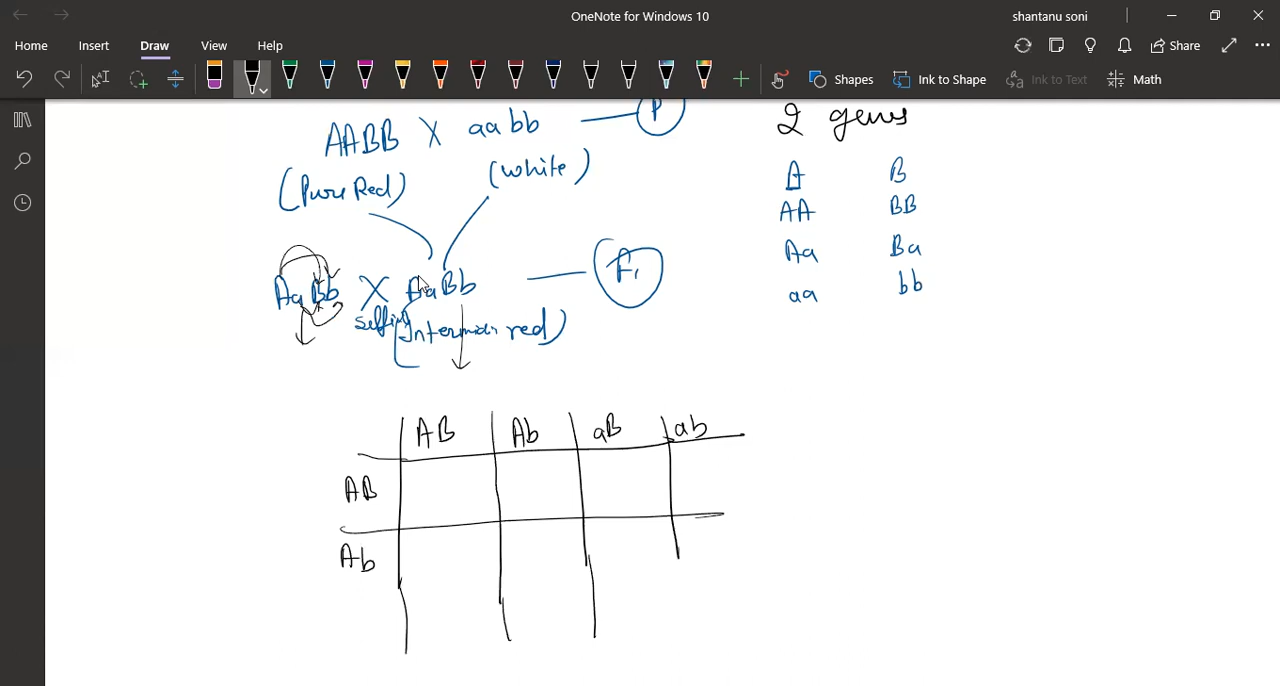 OneNote for Windows 10
shantanu soni
Home Insert Draw View Help
Share
Shapes Ink to Shape Ink to Text Math
AABB X aabb P
(Pure Red) (white)
2 genes
A B
AA BB
Aa Ba
aa bb
AaBb X AaBb F1
selfing
red)
AB Ab aB ab
AB
Ab